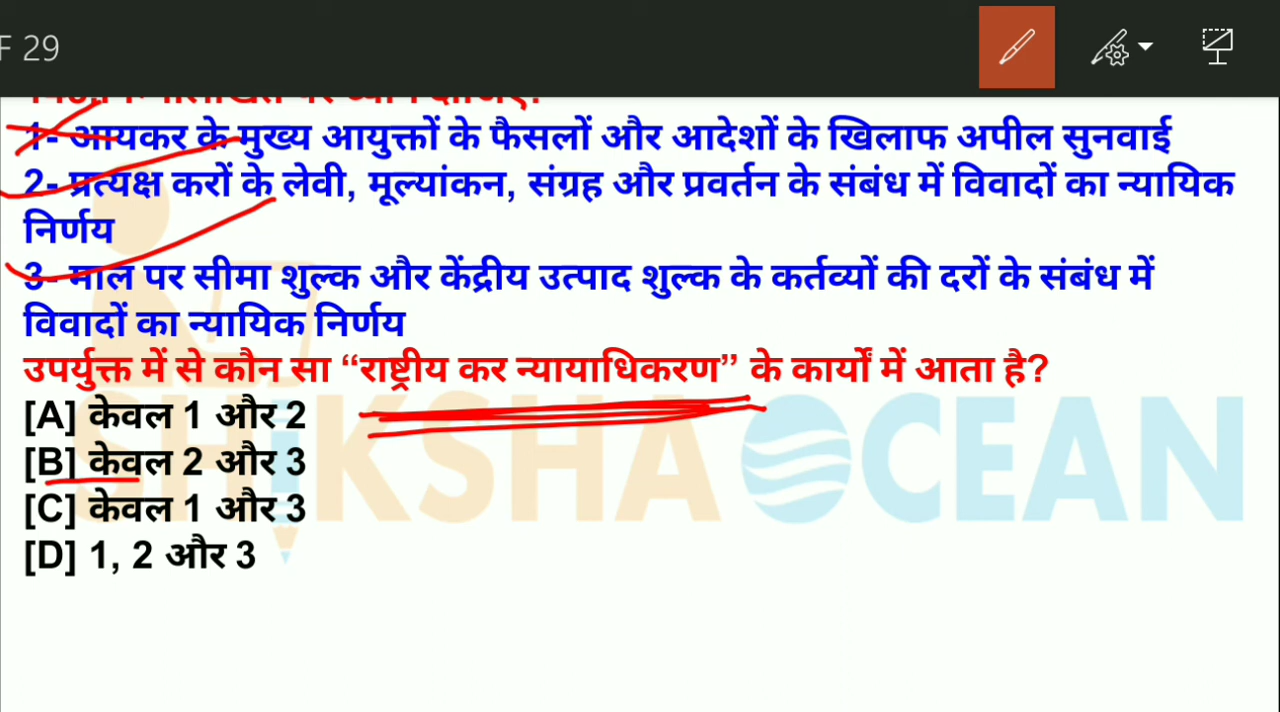 F 29
1- आयकर के मुख्य आयुक्तों के फैसलों और आदेशों के खिलाफ अपील सुनवाई
2- प्रत्यक्ष करों के लेवी, मूल्यांकन, संग्रह और प्रवर्तन के संबंध में विवादों का न्यायिक
निर्णय
3- माल पर सीमा शुल्क और केंद्रीय उत्पाद शुल्क के कर्तव्यों की दरों के संबंध में
विवादों का न्यायिक निर्णय
उपर्युक्त में से कौन सा “राष्ट्रीय कर न्यायाधिकरण” के कार्यों में आता है?
[A] केवल 1 और 2
[B] केवल 2 और 3
[C] केवल 1 और 3
[D] 1, 2 और 3
SHIKSHA OCEAN